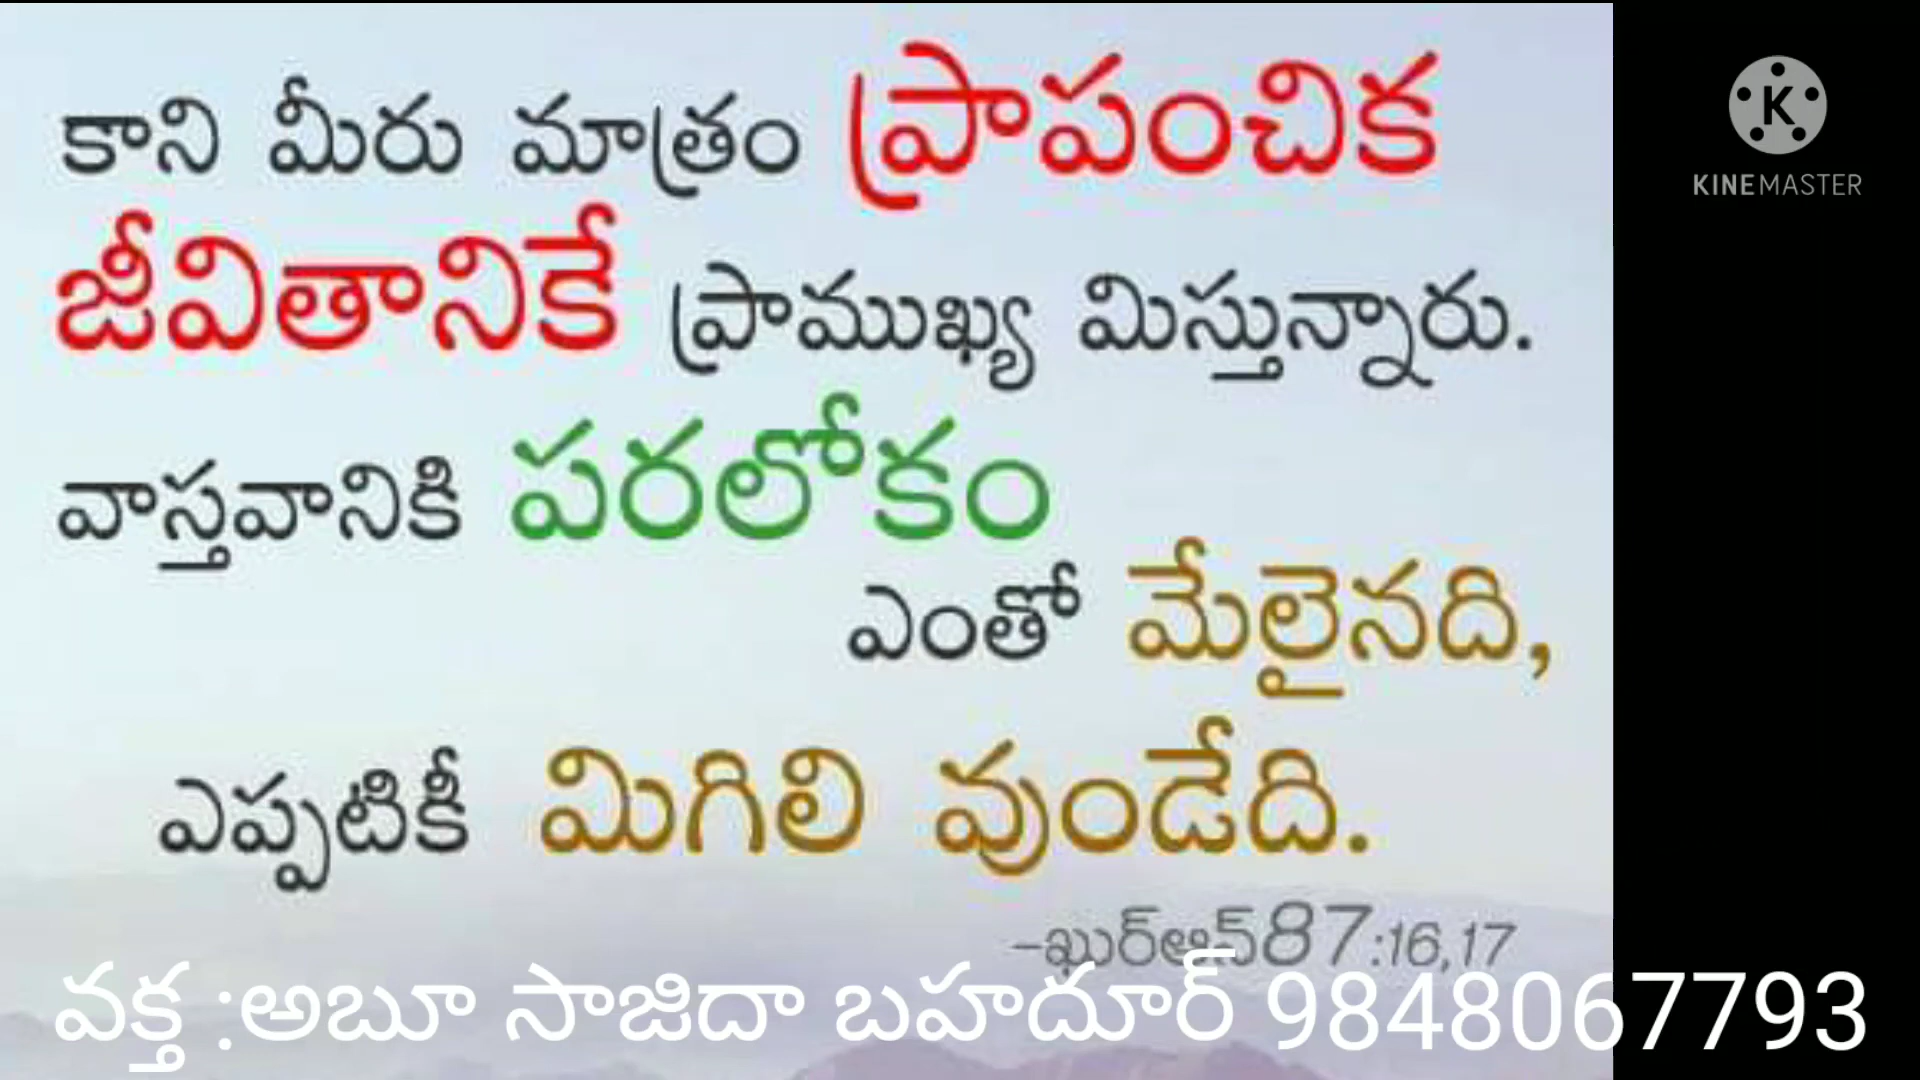 కాని మీరు మాత్రం ప్రాపంచిక
జీవితానికే ప్రాముఖ్య మిస్తున్నారు.
వాస్తవానికి పరలోకం
ఎంతో మేలైనది,
ఎప్పటికీ మిగిలి వుండేది.
-ఖుర్ఆన్ 87:16,17
వక్త :అబూ సాజిదా బహదూర్ 9848067793
K
KINEMASTER